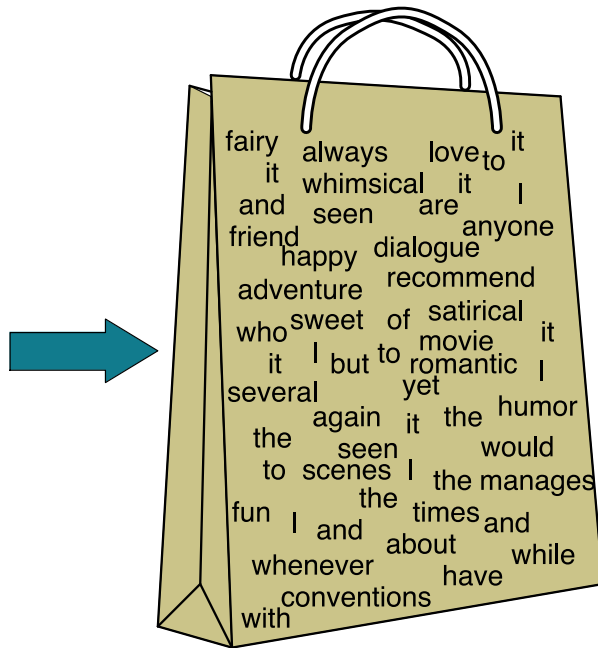 fairy always love to it
it whimsical it I
and seen are anyone
friend happy dialogue
adventure recommend
who sweet of satirical it
it I but to romantic movie I
several yet
again it the humor
the seen would
to scenes I the manages
fun I and the times and
whenever about have while
with conventions